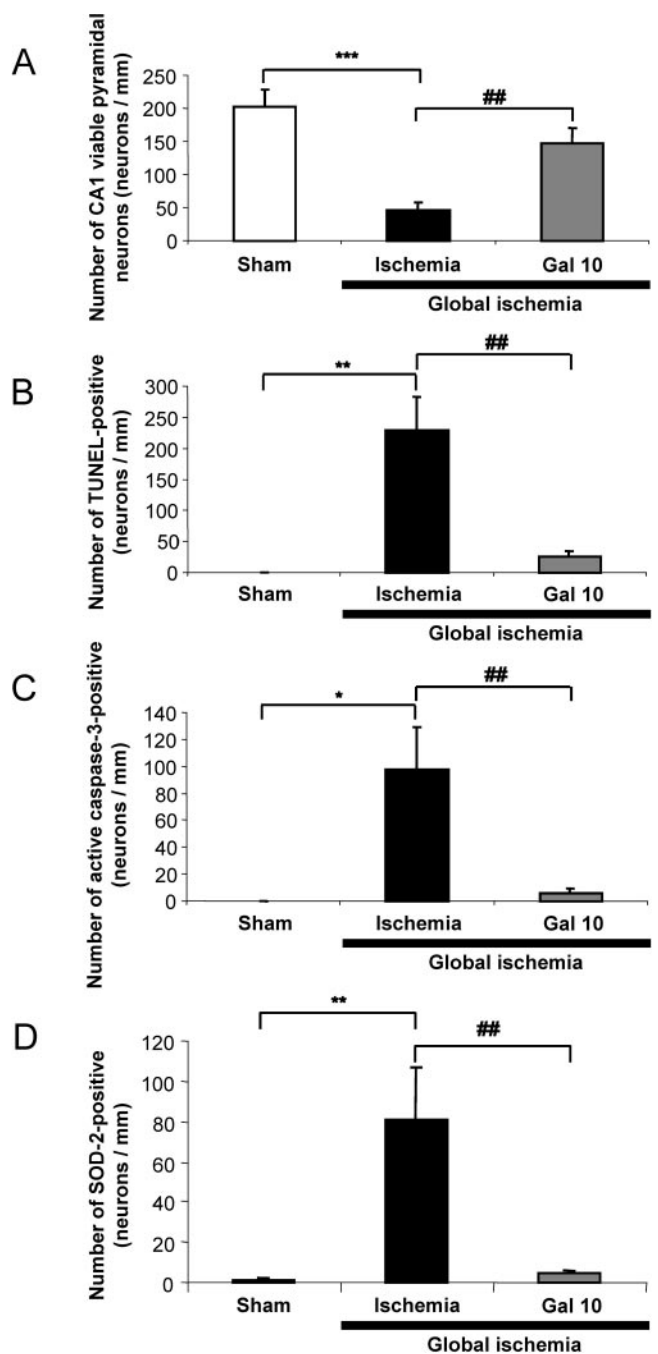 A
Number of CA1 viable pyramidal
neurons (neurons / mm)
250
200
150
100
50
0
***
##
Sham
Ischemia
Gal 10
Global ischemia
B
Number of TUNEL-positive
(neurons / mm)
300
250
200
150
100
50
0
**
##
Sham
Ischemia
Gal 10
Global ischemia
C
Number of active caspase-3-positive
(neurons / mm)
140
120
100
80
60
40
20
0
*
##
Sham
Ischemia
Gal 10
Global ischemia
D
Number of SOD-2-positive
(neurons / mm)
120
100
80
60
40
20
0
**
##
Sham
Ischemia
Gal 10
Global ischemia